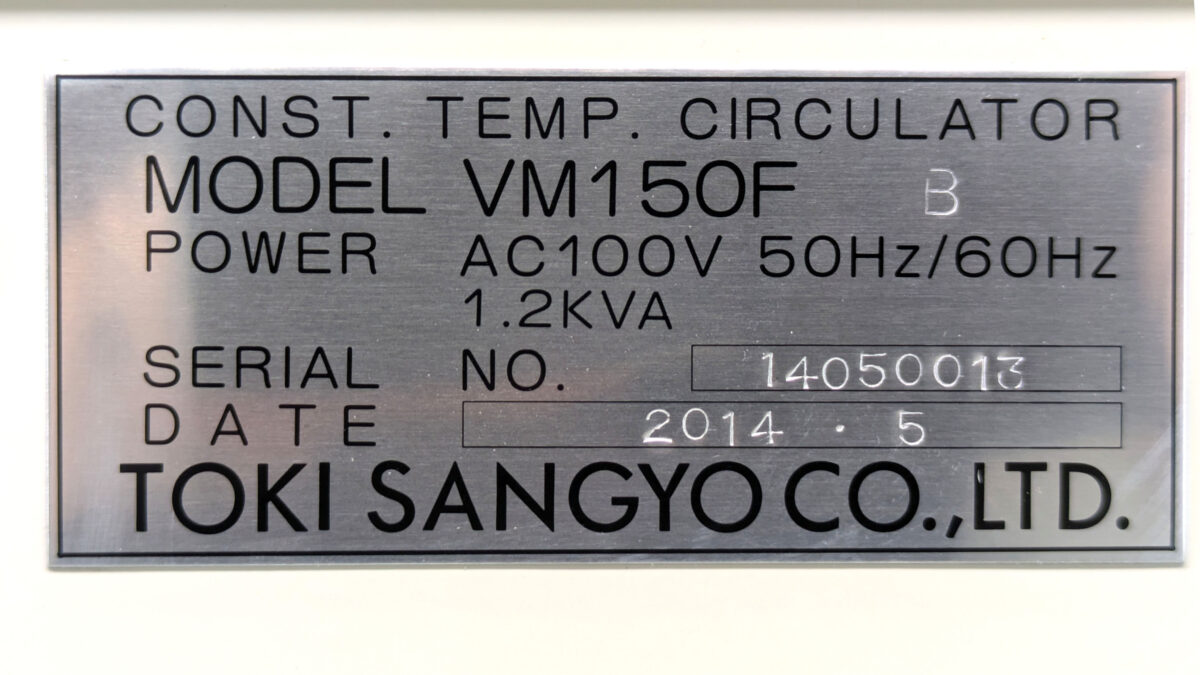 CONST. TEMP. CIRCULATOR
MODEL VM150F B
POWER AC100V 50Hz/60Hz
1.2KVA
SERIAL NO. 14050013
DATE 2014 . 5
TOKI SANGYO CO.,LTD.